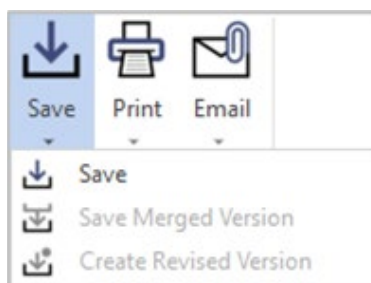 Save Print Email
Save
Save Merged Version
Create Revised Version